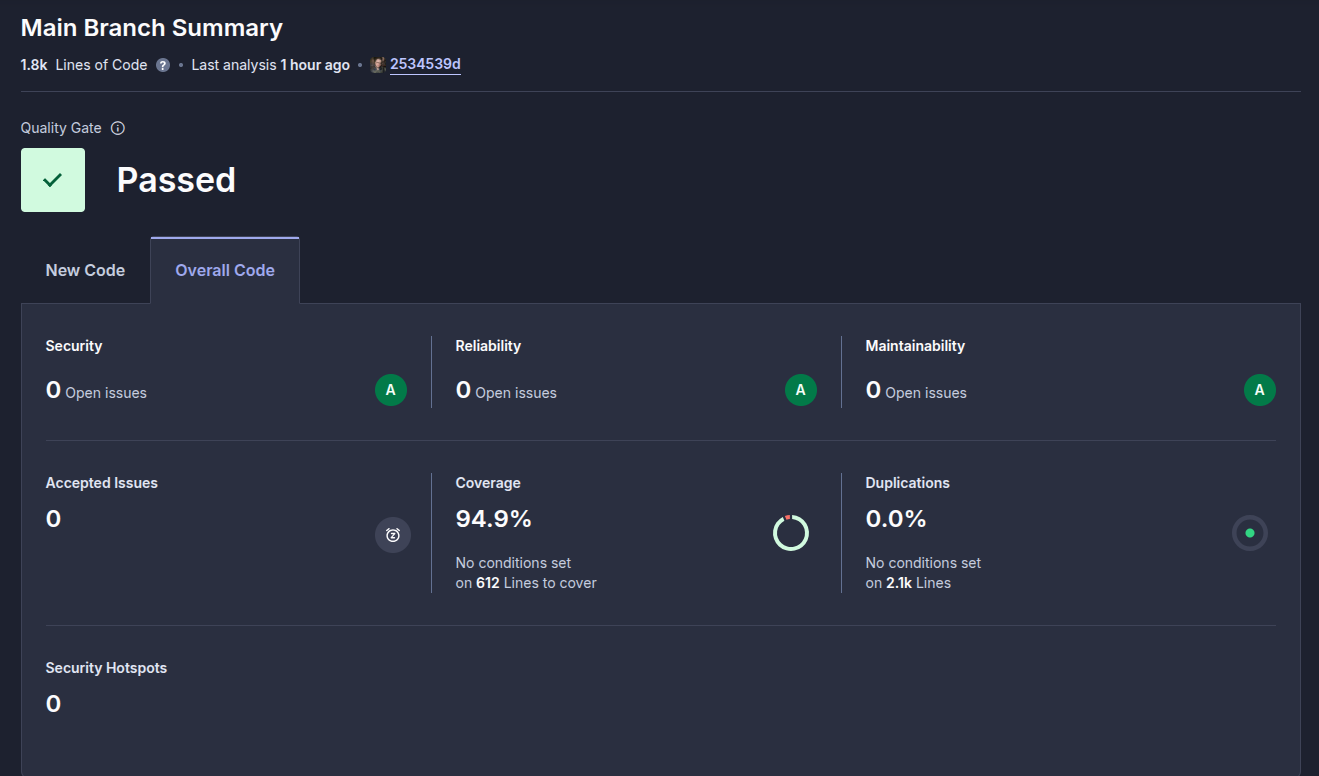 Main Branch Summary
1.8k Lines of Code ? • Last analysis 1 hour ago • 2534539d
Quality Gate
Passed
New Code Overall Code
Security Reliability Maintainability
0 Open issues A 0 Open issues A 0 Open issues A
Accepted Issues Coverage Duplications
0 94.9% 0.0%
No conditions set No conditions set
on 612 Lines to cover on 2.1k Lines
Security Hotspots
0